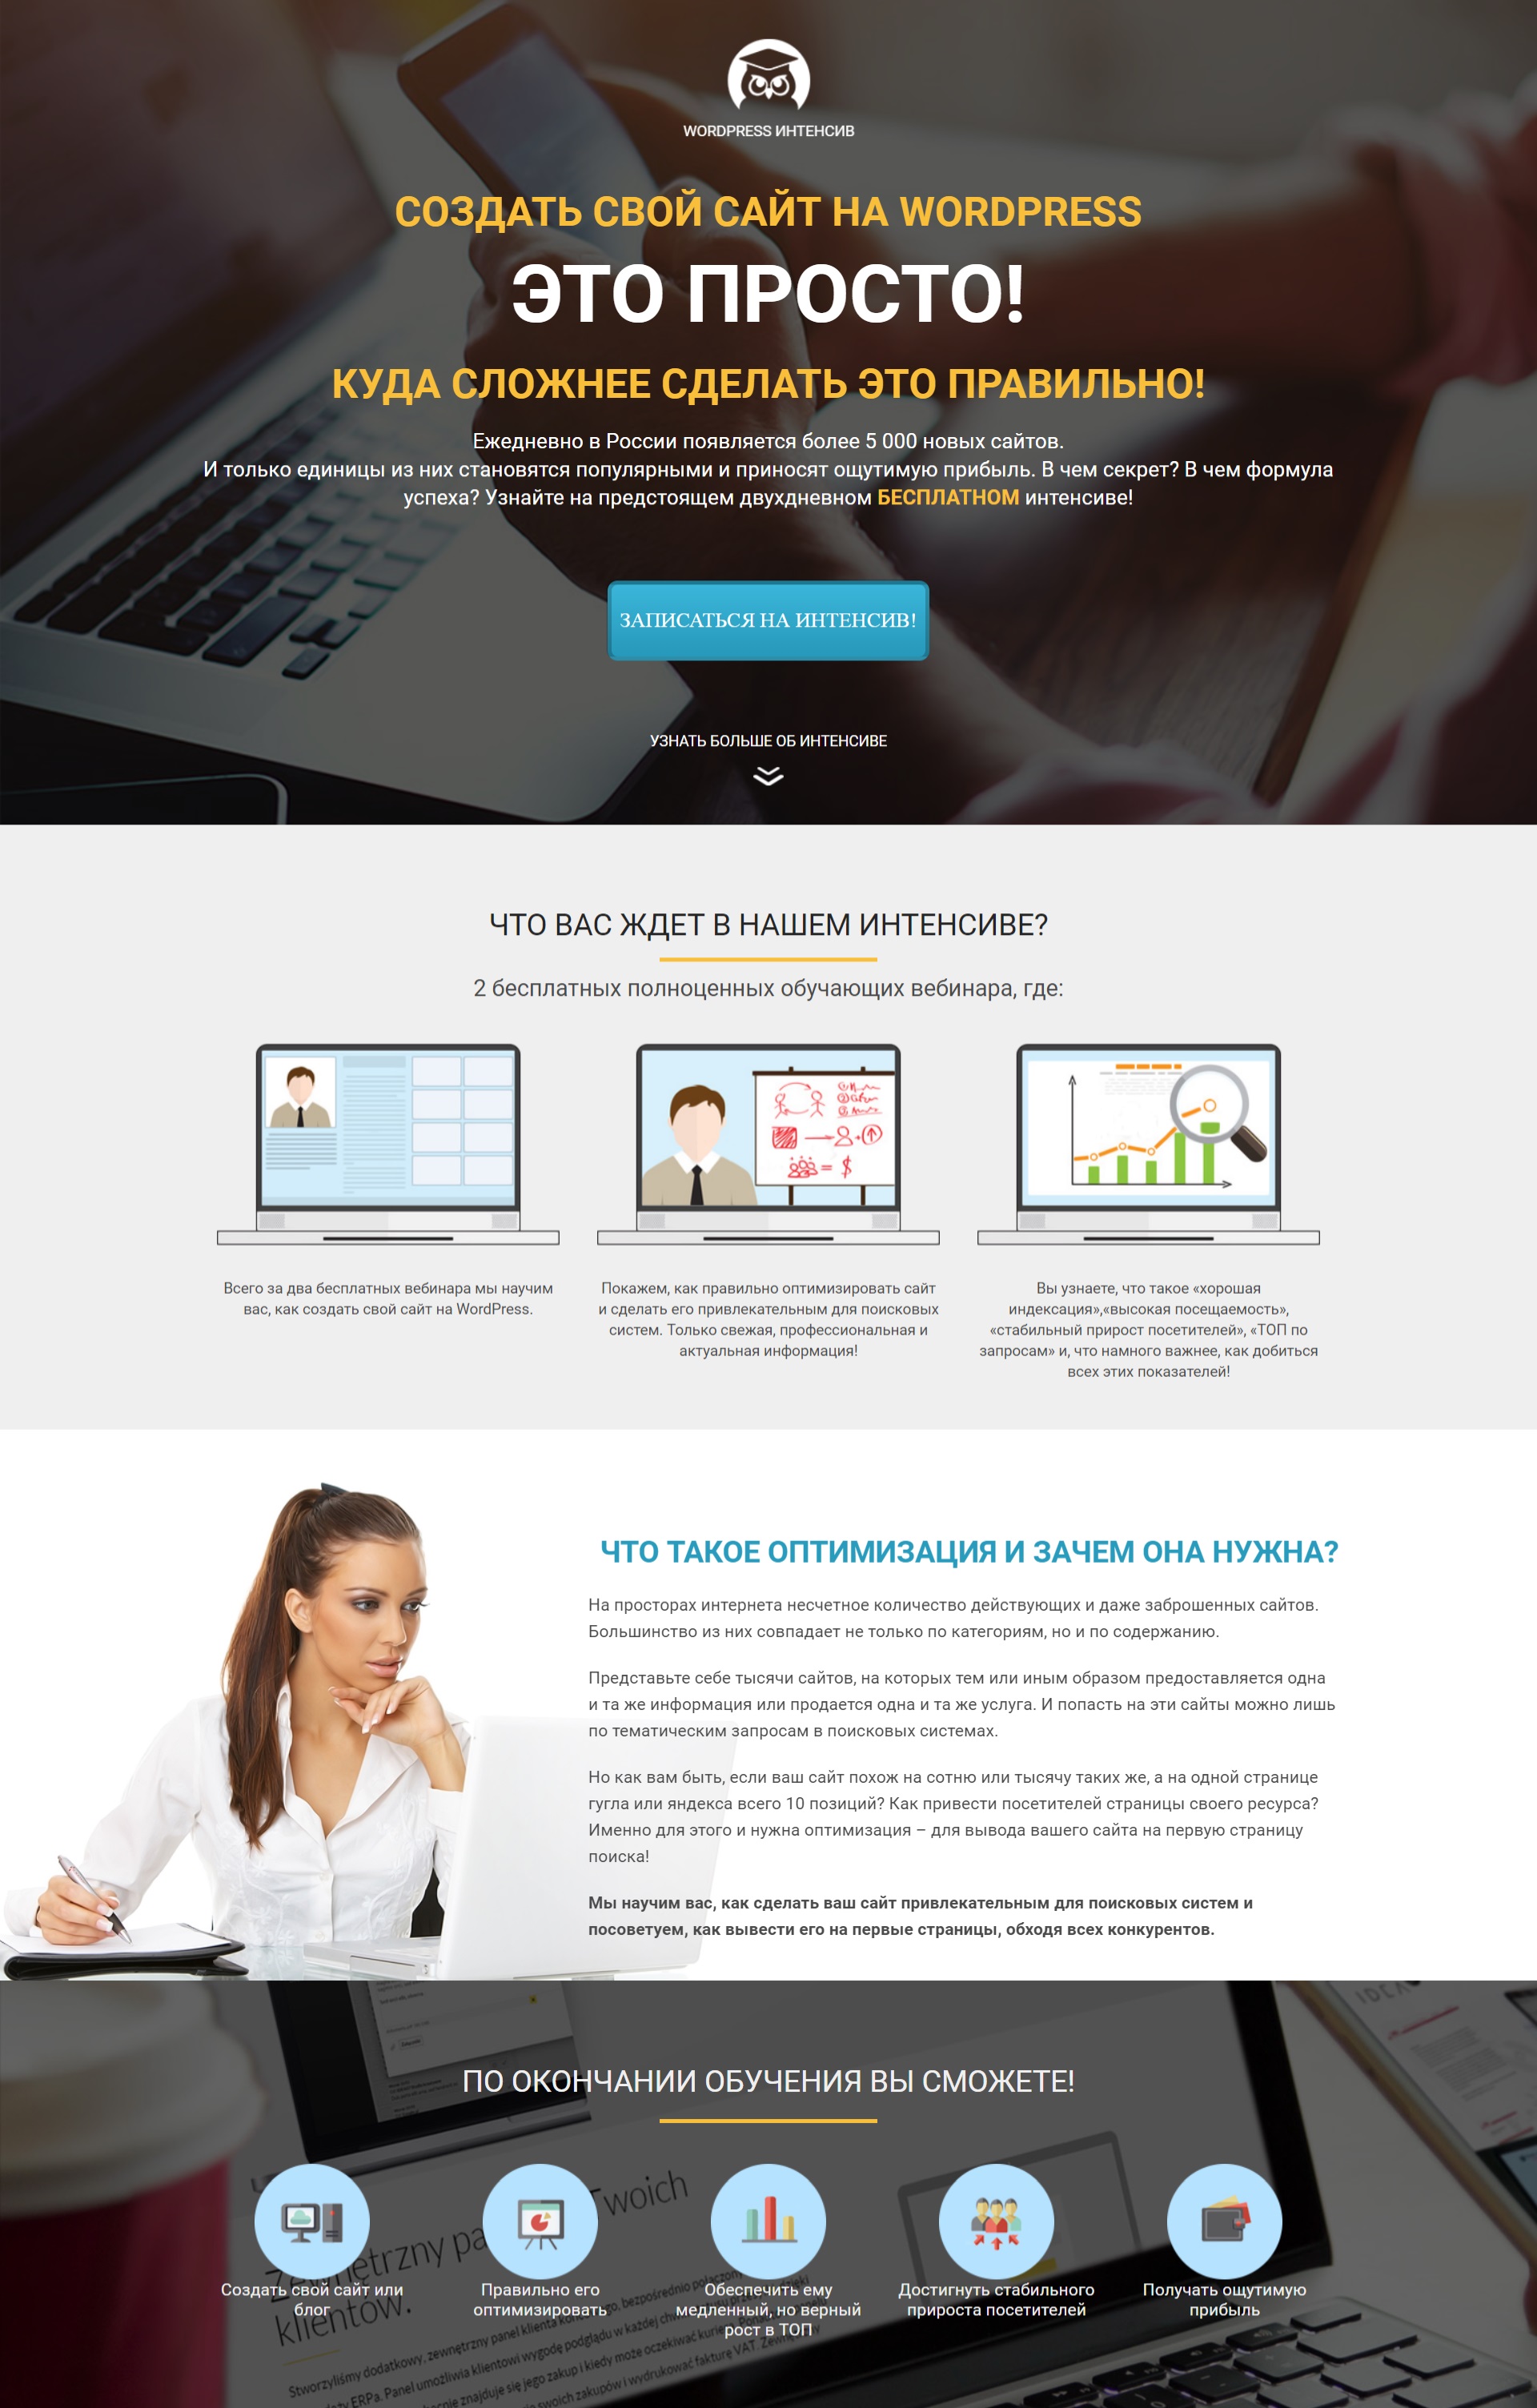 WORDPRESS ИНТЕНСИВ
СОЗДАТЬ СВОЙ САЙТ НА WORDPRESS
ЭТО ПРОСТО!
КУДА СЛОЖНЕЕ СДЕЛАТЬ ЭТО ПРАВИЛЬНО!
Ежедневно в России появляется более 5 000 новых сайтов.
И только единицы из них становятся популярными и приносят ощутимую прибыль. В чем секрет? В чем формула
успеха? Узнайте на предстоящем двухдневном БЕСПЛАТНОМ интенсиве!
ЗАПИСАТЬСЯ НА ИНТЕНСИВ!
УЗНАТЬ БОЛЬШЕ ОБ ИНТЕНСИВЕ
ЧТО ВАС ЖДЕТ В НАШЕМ ИНТЕНСИВЕ?
2 бесплатных полноценных обучающих вебинара, где:
Всего за два бесплатных вебинара мы научим
вас, как создать свой сайт на WordPress.
Покажем, как правильно оптимизировать сайт
и сделать его привлекательным для поисковых
систем. Только свежая, профессиональная и
актуальная информация!
Вы узнаете, что такое «хорошая
индексация»,«высокая посещаемость»,
«стабильный прирост посетителей», «ТОП по
запросам» и, что намного важнее, как добиться
всех этих показателей!
ЧТО ТАКОЕ ОПТИМИЗАЦИЯ И ЗАЧЕМ ОНА НУЖНА?
На просторах интернета несчетное количество действующих и даже заброшенных сайтов.
Большинство из них совпадает не только по категориям, но и по содержанию.
Представьте себе тысячи сайтов, на которых тем или иным образом предоставляется одна
и та же информация или продается одна и та же услуга. И попасть на эти сайты можно лишь
по тематическим запросам в поисковых системах.
Но как вам быть, если ваш сайт похож на сотню или тысячу таких же, а на одной странице
гугла или яндекса всего 10 позиций? Как привести посетителей страницы своего ресурса?
Именно для этого и нужна оптимизация – для вывода вашего сайта на первую страницу
поиска!
Мы научим вас, как сделать ваш сайт привлекательным для поисковых систем и
посоветуем, как вывести его на первые страницы, обходя всех конкурентов.
ПО ОКОНЧАНИИ ОБУЧЕНИЯ ВЫ СМОЖЕТЕ!
Создать свой сайт или
блог
Правильно его
оптимизировать
Обеспечить ему
медленный, но верный
рост в ТОП
Достигнуть стабильного
прироста посетителей
Получать ощутимую
прибыль
klientów.
Stworzyliśmy dodatkowy, zewnętrzny panel klienta